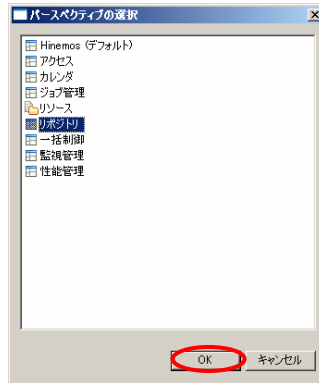 パースペクティブの選択
Hinemos (デフォルト)
アクセス
カレンダ
ジョブ管理
リソース
リポジトリ
一括制御
監視管理
性能管理
OK
キャンセル